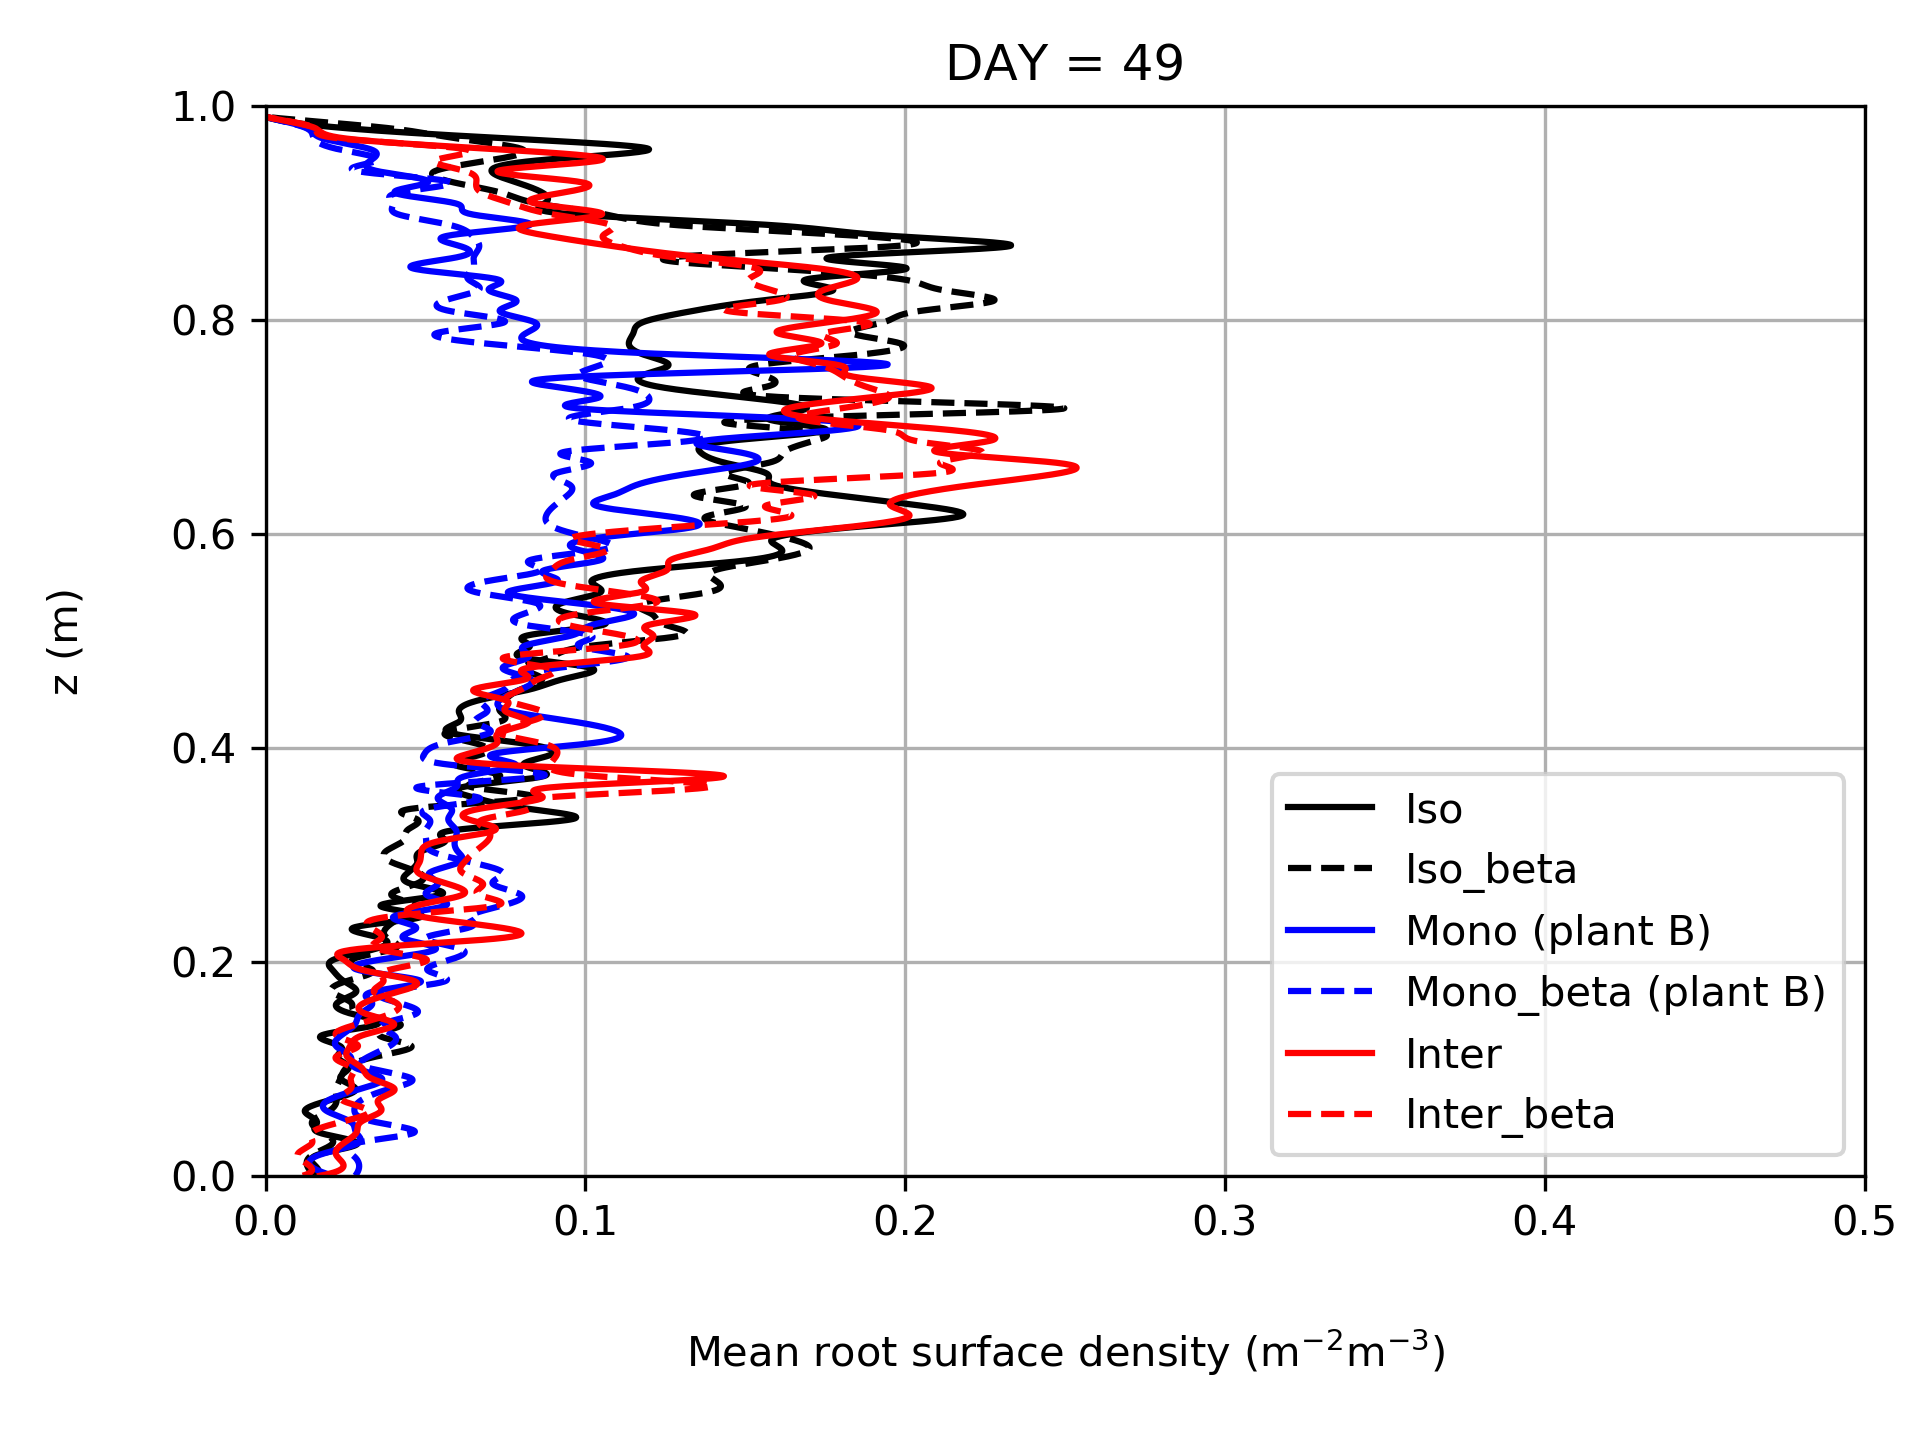 DAY = 49
1.0
0.8
0.6
0.4
0.2
0.0
z (m)
0.0 0.1 0.2 0.3 0.4 0.5
Mean root surface density (m⁻²m⁻³)
Iso
Iso_beta
Mono (plant B)
Mono_beta (plant B)
Inter
Inter_beta